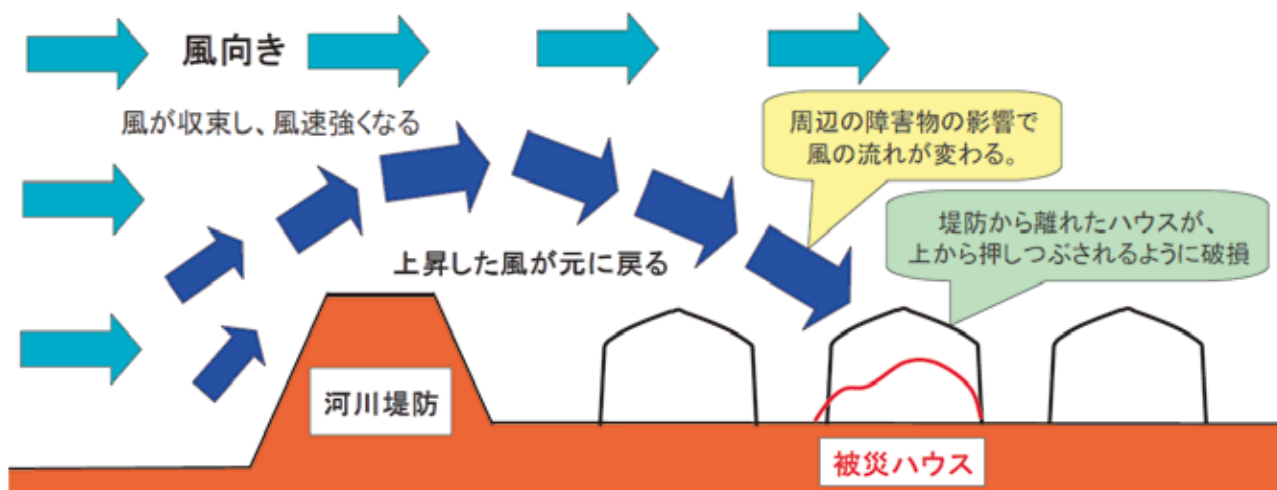 風向き
風が収束し、風速強くなる
周辺の障害物の影響で
風の流れが変わる。
堤防から離れたハウスが、
上から押しつぶされるように破損
上昇した風が元に戻る
河川堤防
被災ハウス